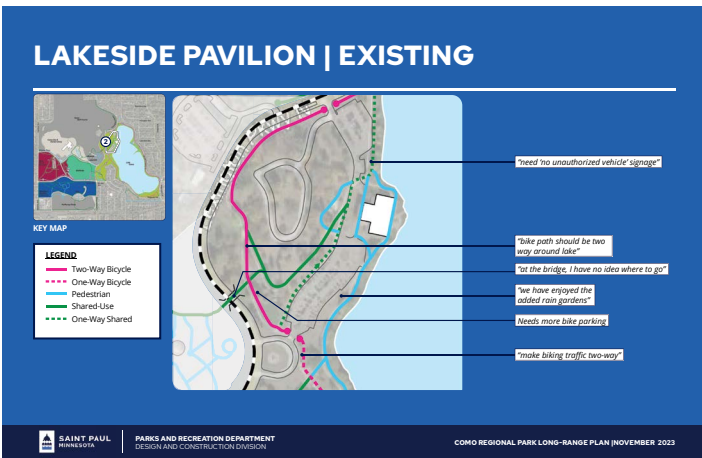 LAKESIDE PAVILION | EXISTING
2
KEY MAP
LEGEND
Two-Way Bicycle
One-Way Bicycle
Pedestrian
Shared-Use
One-Way Shared
“need ‘no unauthorized vehicle’ signage”
“bike path should be two
way around lake”
“at the bridge, I have no idea where to go”
“we have enjoyed the
added rain gardens”
Needs more bike parking
“make biking traffic two-way”
SAINT PAUL
MINNESOTA
PARKS AND RECREATION DEPARTMENT
DESIGN AND CONSTRUCTION DIVISION
COMO REGIONAL PARK LONG-RANGE PLAN |NOVEMBER 2023